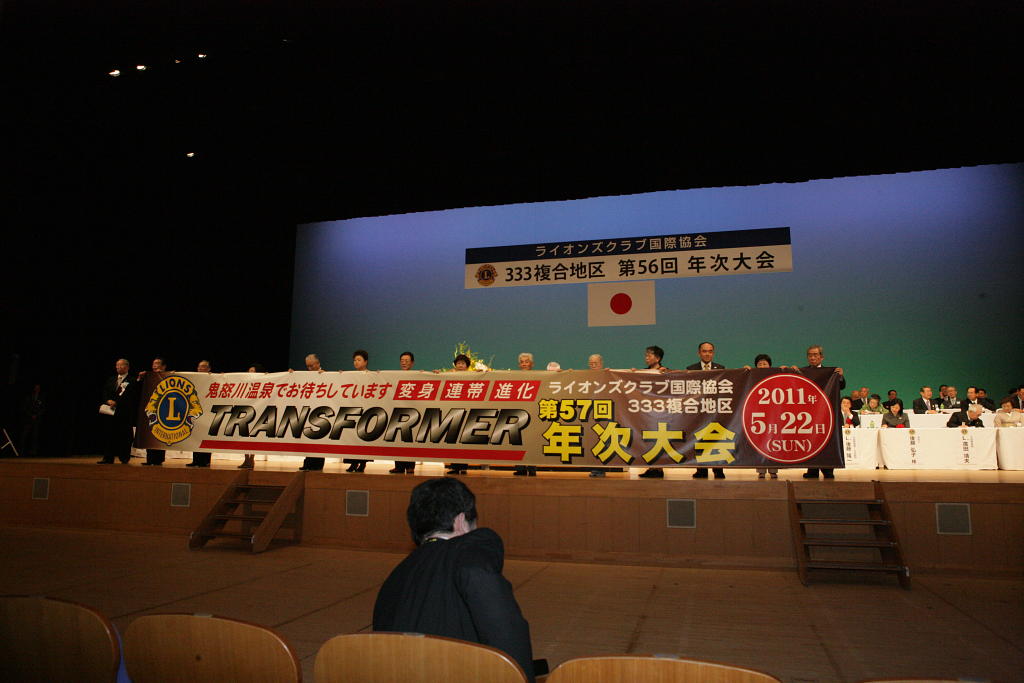 ライオンズクラブ国際協会
333複合地区 第56回 年次大会
LIONS
L
INTERNATIONAL
鬼怒川温泉でお待ちしています 変身 連帯 進化
TRANSFORMER
ライオンズクラブ国際協会
第57回 333複合地区
年次大会
2011年
5月22日
(SUN)